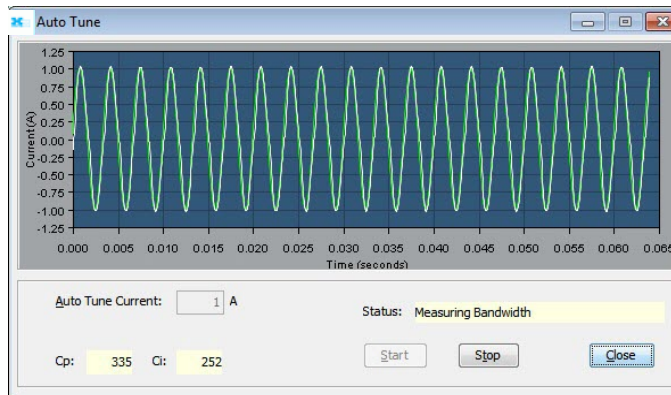 Auto Tune
1.25
1.00
0.75
0.50
0.25
0.00
-0.25
-0.50
-0.75
-1.00
-1.25
Current(A)
0.000 0.005 0.010 0.015 0.020 0.025 0.030 0.035 0.040 0.045 0.050 0.055 0.060 0.065
Time (seconds)
Auto Tune Current: 1 A
Status: Measuring Bandwidth
Cp: 335 Ci: 252
Start Stop Close